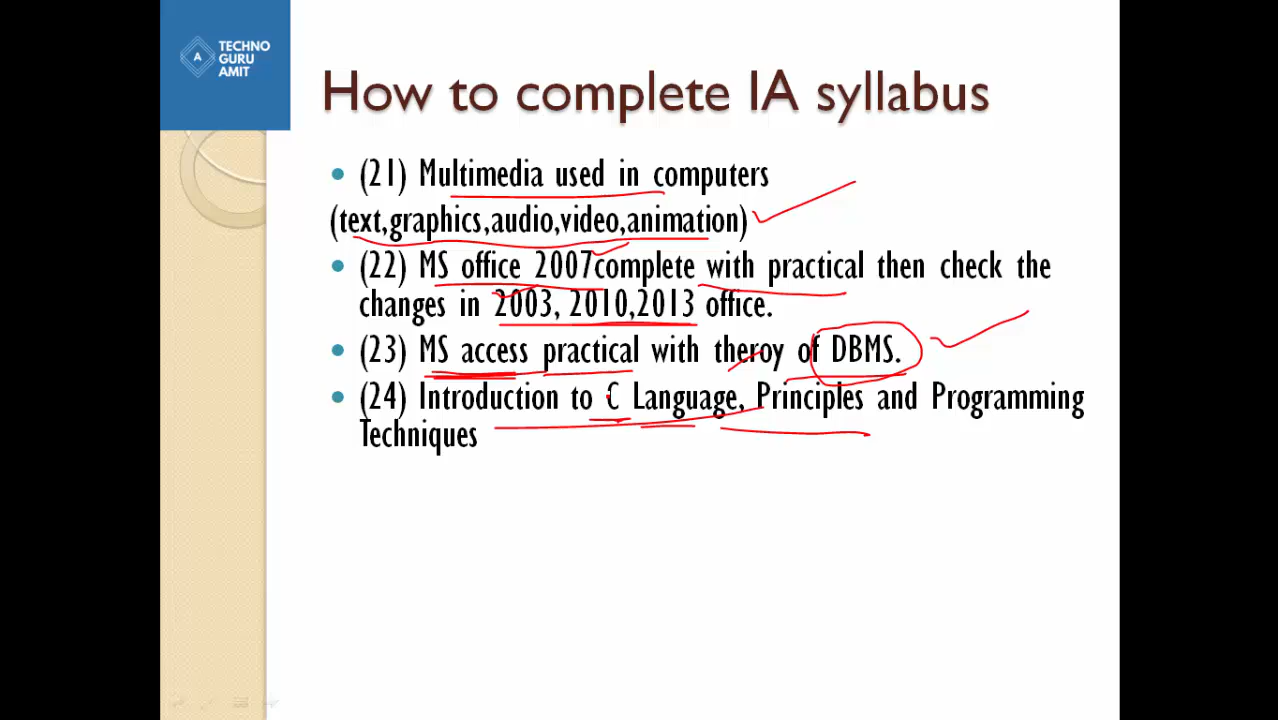 TECHNO
GURU
AMIT
A
How to complete IA syllabus
• (21) Multimedia used in computers
(text,graphics,audio,video,animation)
• (22) MS office 2007complete with practical then check the
changes in 2003, 2010,2013 office.
• (23) MS access practical with theroy of DBMS.
• (24) Introduction to C Language, Principles and Programming
Techniques